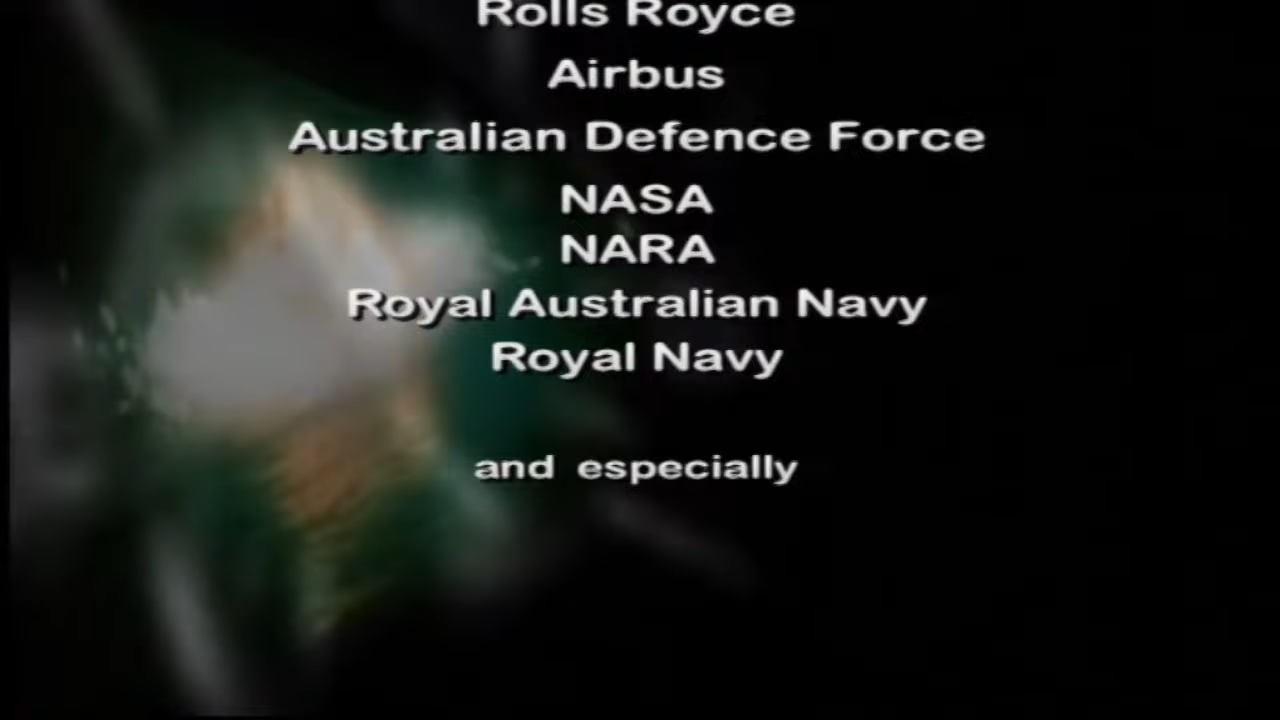 Rolls Royce
Airbus
Australian Defence Force
NASA
NARA
Royal Australian Navy
Royal Navy
and especially